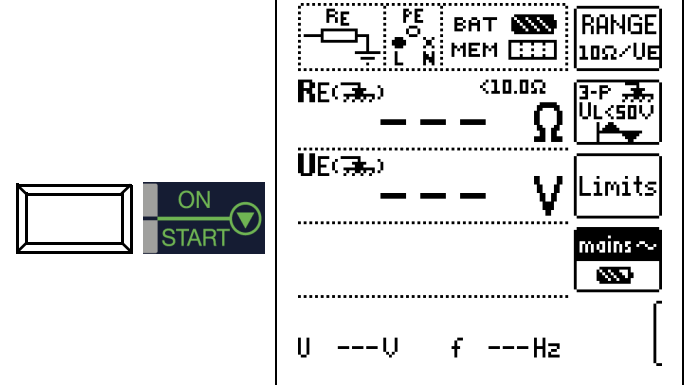 RE
PE
L N
BAT
MEM
RANGE
10Ω/UE
RE( ) <10.0Ω
--- Ω
3-P
UL<50V
UE( )
--- V
Limits
mains~
ON
START
U ---V f ---Hz